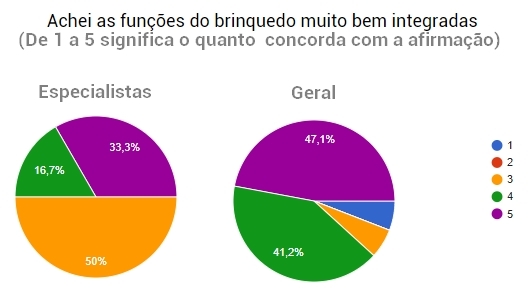 Achei as funções do brinquedo muito bem integradas
(De 1 a 5 significa o quanto concorda com a afirmação)
Especialistas
Geral
33,3%
16,7%
50%
47,1%
41,2%
1
2
3
4
5